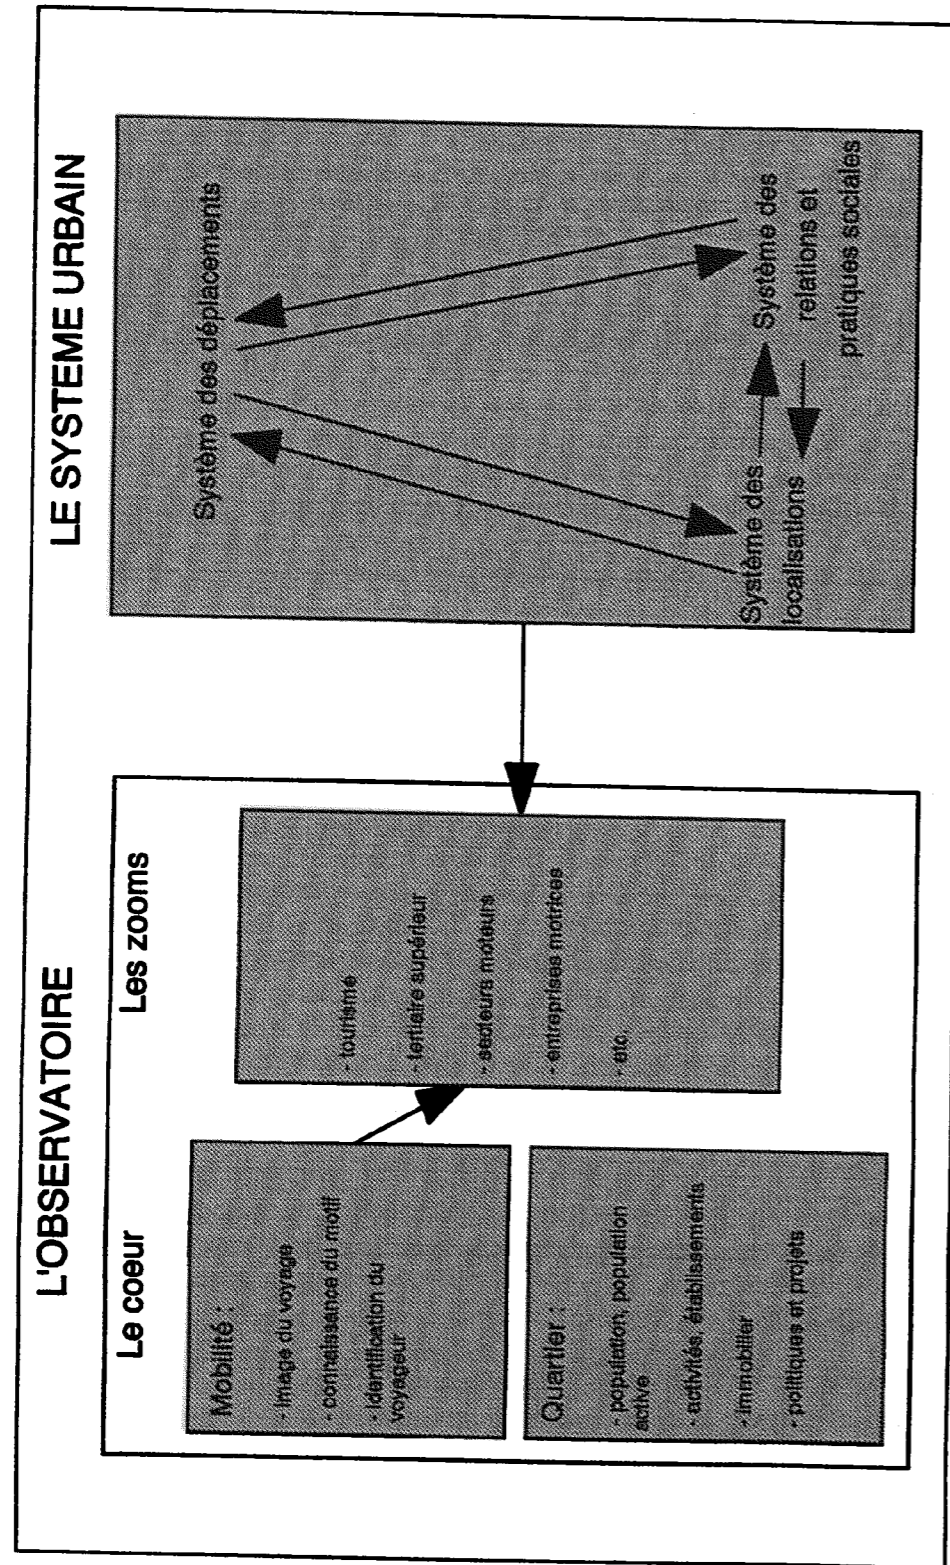 L'OBSERVATOIRE
LE SYSTEME URBAIN
Le coeur
Les zooms
Mobilité :
- image du voyage
- connaissance du motif
- identification du
voyageur
Quartier :
- population, population
active
- activités, établissements
- immobilier
- politiques et projets
- tourisme
- tertiaire supérieur
- secteurs moteurs
- entreprises motrices
- etc.
Système des déplacements
Système des
localisations
Système des
relations et
pratiques sociales